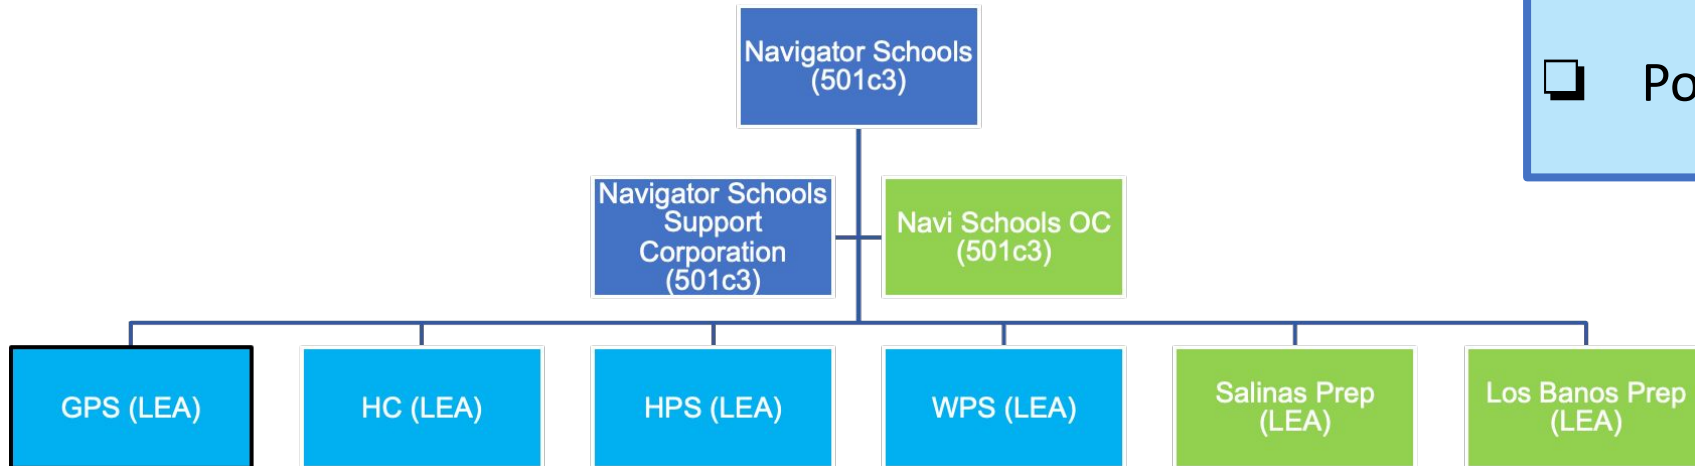 Navigator Schools
(501c3)
❑ Po
Navigator Schools
Support
Corporation
(501c3)
Navi Schools OC
(501c3)
GPS (LEA)
HC (LEA)
HPS (LEA)
WPS (LEA)
Salinas Prep
(LEA)
Los Banos Prep
(LEA)